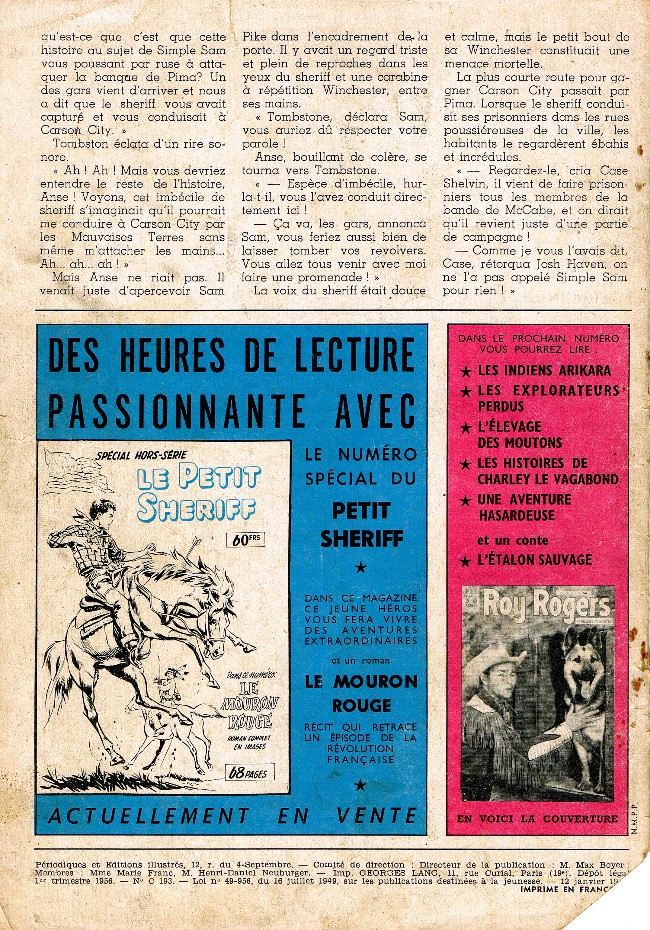 qu'est-ce que c'est que cette
histoire au sujet de Simple Sam
vous poussant par ruse à atta-
quer la banque de Pima? Un
des gars vient d'arriver et nous
a dit que le sheriff vous avait
capturé et vous conduisait à
Carson City. »
Tombston éclata d'un rire so-
nore.
« Ah ! Ah ! Mais vous devriez
entendre le reste de l'histoire,
Anse ! Voyons, cet imbécile de
sheriff s'imaginait qu'il pourrait
me conduire à Carson City par
les Mauvaises Terres sans
même m'attacher les mains...
Ah... ah... ah ! »
Mais Anse ne riait pas. Il
venait juste d'apercevoir Sam
Pike dans l'encadrement de la
porte. Il y avait un regard triste
et plein de reproches dans les
yeux du sheriff et une carabine
à répétition Winchester, entre
ses mains.
« Tombstone, déclara Sam,
vous auriez dû respecter votre
parole !
Anse, bouillant de colère, se
tourna vers Tombstone.
« — Espèce d'imbécile, hur-
la-t-il, vous l'avez conduit direc-
tement ici !
— Ça va, les gars, annonça
Sam, vous feriez aussi bien de
laisser tomber vos revolvers.
Vous allez tous venir avec moi
faire une promenade ! »
La voix du sheriff était douce
et calme, mais le petit bout de
sa Winchester constituait une
menace mortelle.
La plus courte route pour ga-
gner Carson City passait par
Pima. Lorsque le sheriff condui-
sit ses prisonniers dans les rues
poussiéreuses de la ville, les
habitants le regardèrent ébahis
et incrédules.
« — Regardez-le, cria Case
Shelvin, il vient de faire prison-
niers tous les membres de la
bande de McCabe, et on dirait
qu'il revient juste d'une partie
de campagne !
— Comme je vous l'avais dit,
Case, rétorqua Josh Haven, on
ne l'a pas appelé Simple Sam
pour rien ! »
DES HEURES DE LECTURE
PASSIONNANTE AVEC
SPÉCIAL HORS-SÉRIE
LE PETIT
SHERIFF
60 FRS
DANS CE NUMÉRO
LE
MOURON
ROUGE
ROMAN COMPLET
EN IMAGES
68 PAGES
LE NUMÉRO
SPÉCIAL DU
PETIT
SHERIFF
★
DANS CE MAGAZINE
CE JEUNE HÉROS
VOUS FERA VIVRE
DES AVENTURES
EXTRAORDINAIRES
et un roman
LE MOURON
ROUGE
RÉCIT QUI RETRACE
UN ÉPISODE DE LA
RÉVOLUTION
FRANÇAISE
★
ACTUELLEMENT EN VENTE
DANS LE PROCHAIN NUMÉRO
VOUS POURREZ LIRE :
★ LES INDIENS ARIKARA
★ LES EXPLORATEURS
PERDUS
★ L'ÉLEVAGE
DES MOUTONS
★ LES HISTOIRES DE
CHARLEY LE VAGABOND
★ UNE AVENTURE
HASARDEUSE
et un conte
★ L'ÉTALON SAUVAGE
Roy Rogers
EN VOICI LA COUVERTURE
N.M.P.P.
Périodiques et Editions illustrés, 12, r. du 4-Septembre. — Comité de direction : Directeur de la publication : M. Max Boyer ;
Membres : Mme Marie Franc, M. Henri-Daniel Neuburger. — Imp. GEORGES LANG, 11, rue Curial, Paris (19e). Dépôt léga
1er trimestre 1956. — No C 193. — Loi no 49-956, du 16 juillet 1949, sur les publications destinées à la jeunesse. — 12 janvier 19
IMPRIMÉ EN FRANC